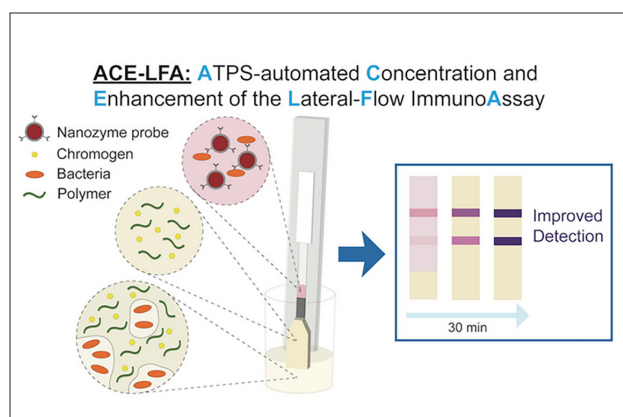 ACE-LFA: ATPS-automated Concentration and
Enhancement of the Lateral-Flow ImmunoAssay
Nanozyme probe
Chromogen
Bacteria
Polymer
Improved
Detection
30 min